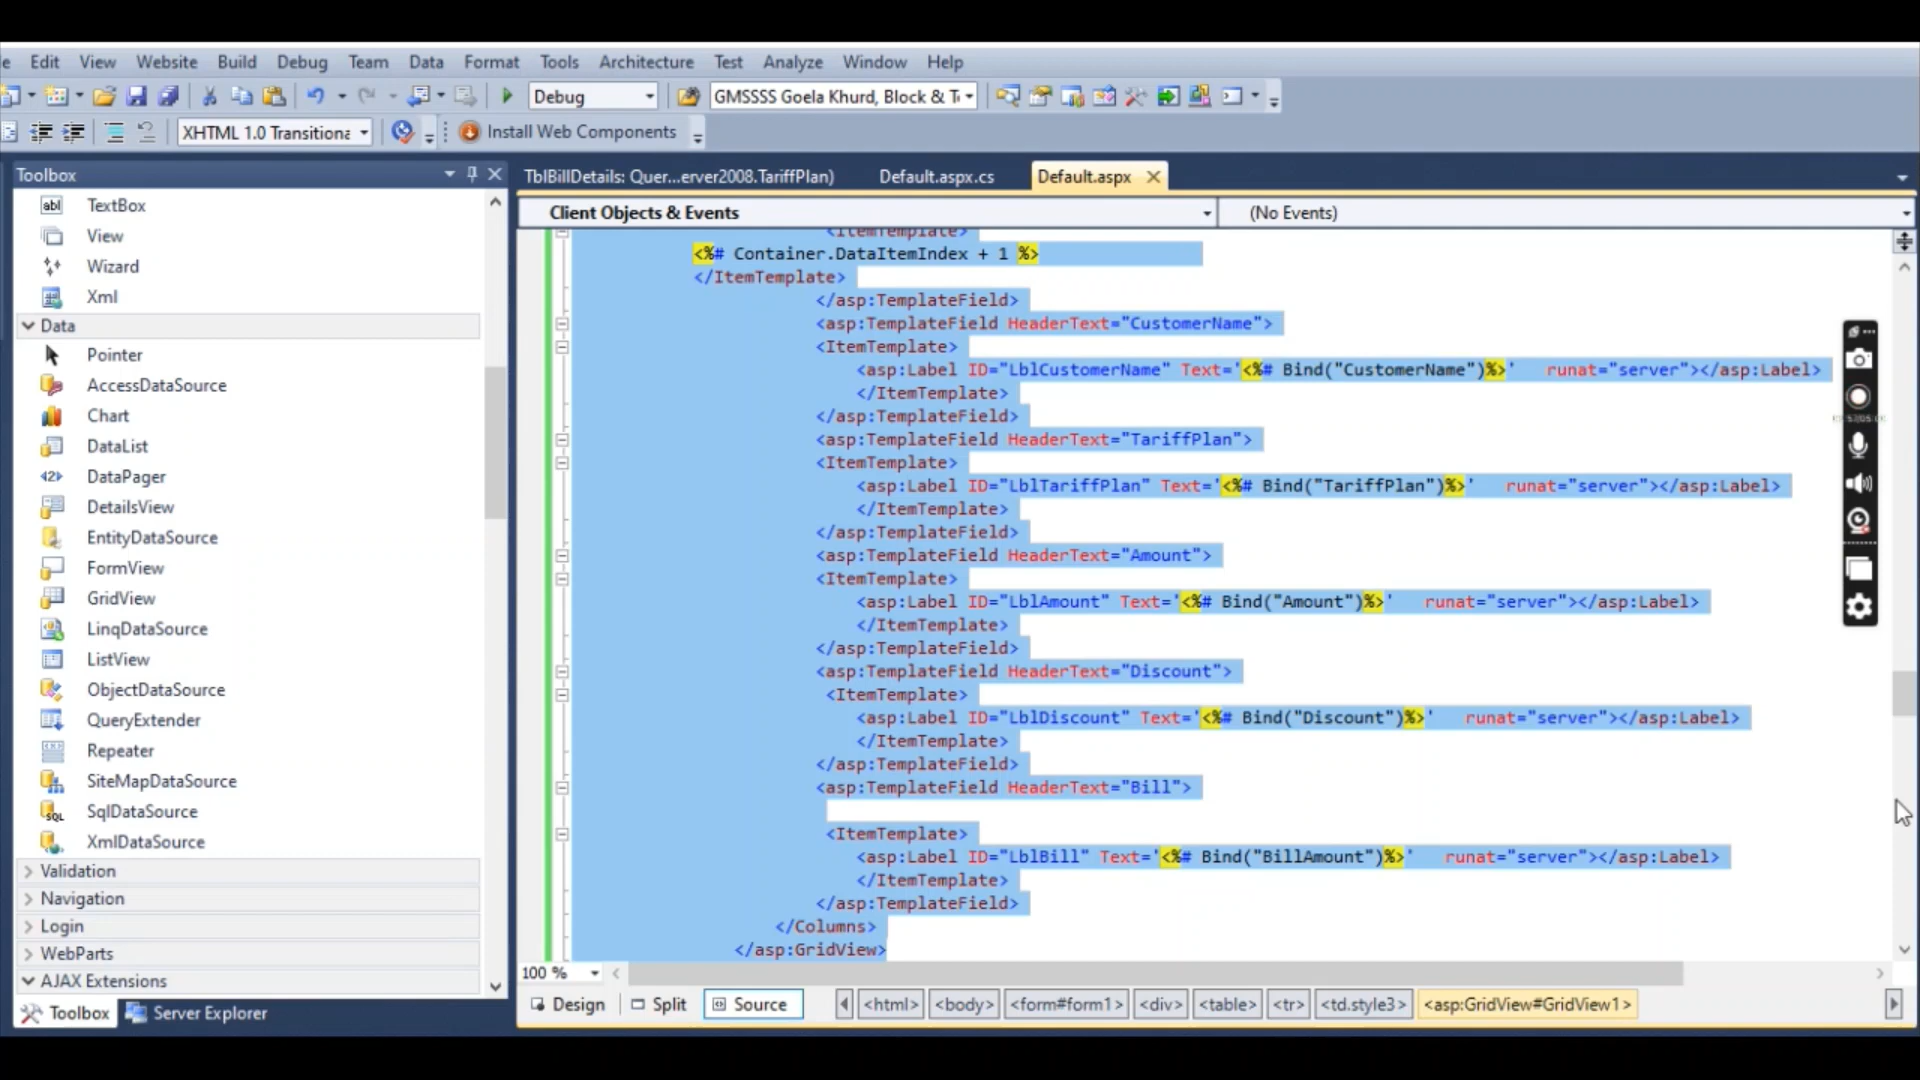 e Edit View Website Build Debug Team Data Format Tools Architecture Test Analyze Window Help
Debug GMSSSS Goela Khurd, Block & T
XHTML 1.0 Transitiona Install Web Components
Toolbox
TextBox
View
Wizard
Xml
Data
Pointer
AccessDataSource
Chart
DataList
DataPager
DetailsView
EntityDataSource
FormView
GridView
LinqDataSource
ListView
ObjectDataSource
QueryExtender
Repeater
SiteMapDataSource
SqlDataSource
XmlDataSource
Validation
Navigation
Login
WebParts
AJAX Extensions
Toolbox Server Explorer
TblBillDetails: Quer...erver2008.TariffPlan) Default.aspx.cs Default.aspx
Client Objects & Events (No Events)
<ItemTemplate>
<%# Container.DataItemIndex + 1 %>
</ItemTemplate>
</asp:TemplateField>
<asp:TemplateField HeaderText="CustomerName">
<ItemTemplate>
<asp:Label ID="LblCustomerName" Text='<%# Bind("CustomerName")%>' runat="server"></asp:Label>
</ItemTemplate>
</asp:TemplateField>
<asp:TemplateField HeaderText="TariffPlan">
<ItemTemplate>
<asp:Label ID="LblTariffPlan" Text='<%# Bind("TariffPlan")%>' runat="server"></asp:Label>
</ItemTemplate>
</asp:TemplateField>
<asp:TemplateField HeaderText="Amount">
<ItemTemplate>
<asp:Label ID="LblAmount" Text='<%# Bind("Amount")%>' runat="server"></asp:Label>
</ItemTemplate>
</asp:TemplateField>
<asp:TemplateField HeaderText="Discount">
<ItemTemplate>
<asp:Label ID="LblDiscount" Text='<%# Bind("Discount")%>' runat="server"></asp:Label>
</ItemTemplate>
</asp:TemplateField>
<asp:TemplateField HeaderText="Bill">
<ItemTemplate>
<asp:Label ID="LblBill" Text='<%# Bind("BillAmount")%>' runat="server"></asp:Label>
</ItemTemplate>
</asp:TemplateField>
</Columns>
</asp:GridView>
100 %
Design Split Source <html> <body> <form#form1> <div> <table> <tr> <td.style3> <asp:GridView#GridView1>